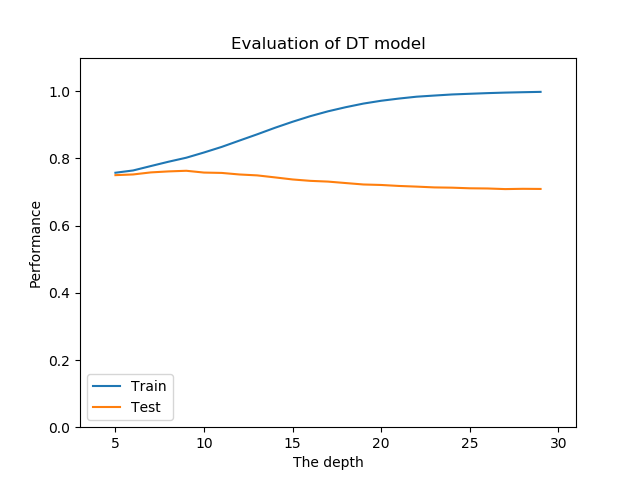 Evaluation of DT model
Performance
1.0
0.8
0.6
0.4
0.2
0.0
Train
Test
5 10 15 20 25 30
The depth